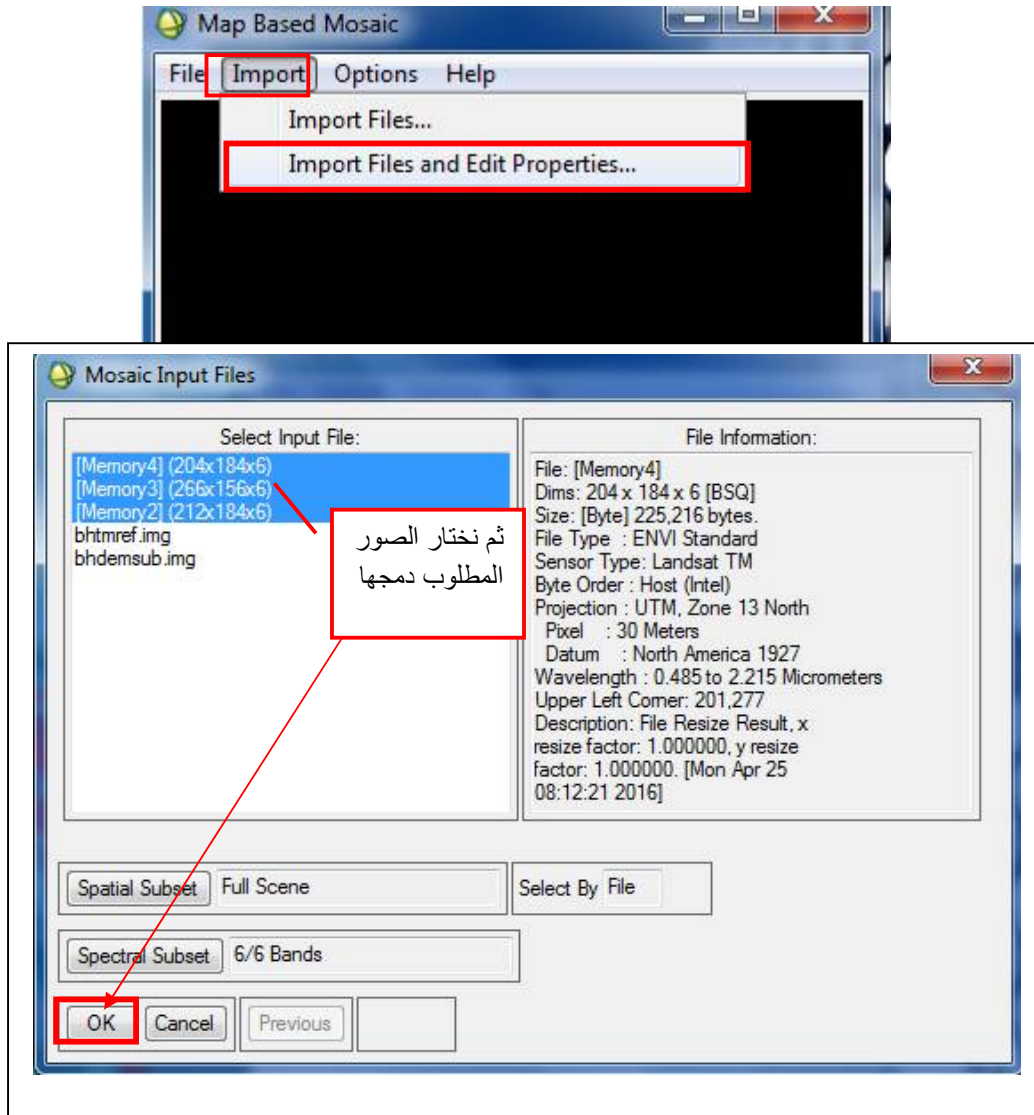 Map Based Mosaic
File Import Options Help
Import Files...
Import Files and Edit Properties...
Mosaic Input Files
Select Input File:
[Memory4] (204x184x6)
[Memory3] (266x156x6)
[Memory2] (212x184x6)
bhtmref.img
bhdemsub.img
ثم نختار الصور
المطلوب دمجها
File Information:
File: [Memory4]
Dims: 204 x 184 x 6 [BSQ]
Size: [Byte] 225,216 bytes.
File Type : ENVI Standard
Sensor Type: Landsat TM
Byte Order : Host (Intel)
Projection : UTM, Zone 13 North
Pixel : 30 Meters
Datum : North America 1927
Wavelength : 0.485 to 2.215 Micrometers
Upper Left Corner: 201,277
Description: File Resize Result, x
resize factor: 1.000000, y resize
factor: 1.000000. [Mon Apr 25
08:12:21 2016]
Spatial Subset Full Scene
Select By File
Spectral Subset 6/6 Bands
OK Cancel Previous